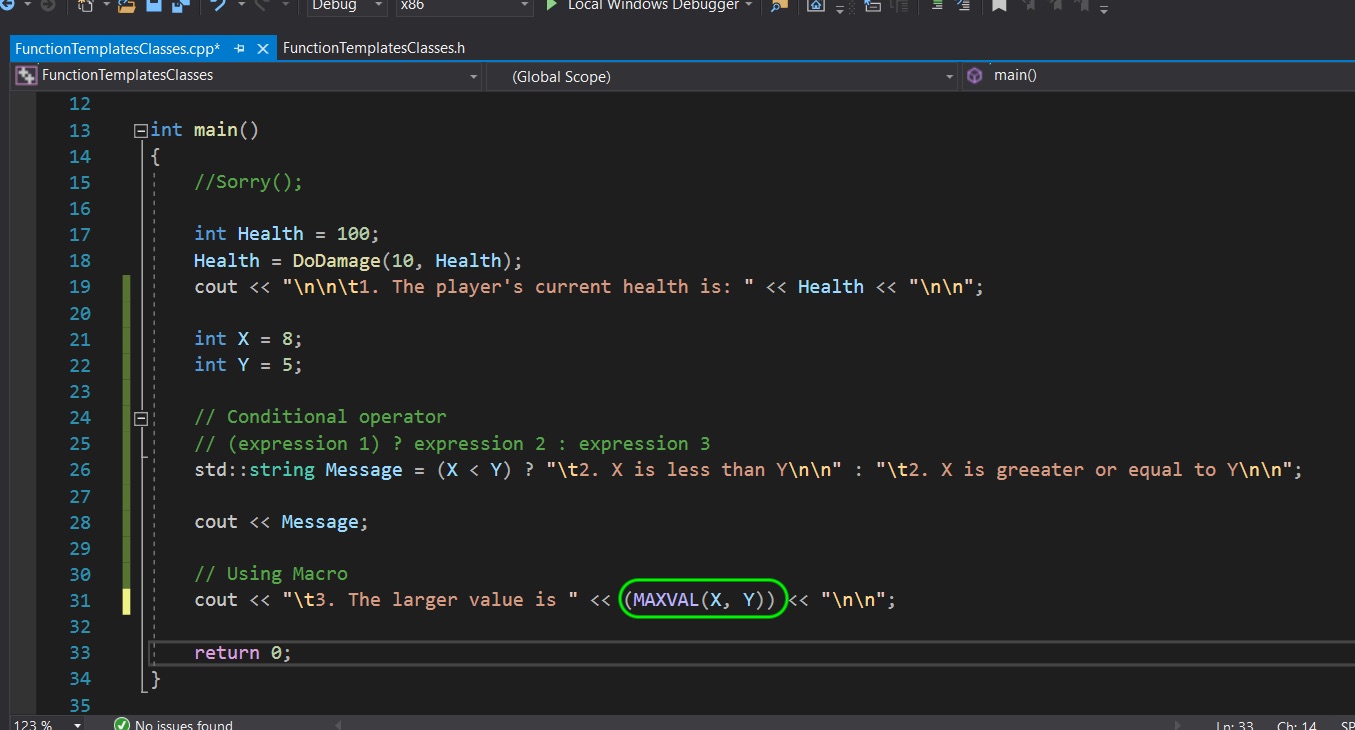 Debug x86 Local Windows Debugger
FunctionTemplatesClasses.cpp* FunctionTemplatesClasses.h
FunctionTemplatesClasses (Global Scope) main()
12
13 int main()
14 {
15 //Sorry();
16
17 int Health = 100;
18 Health = DoDamage(10, Health);
19 cout << "\n\n\t1. The player's current health is: " << Health << "\n\n";
20
21 int X = 8;
22 int Y = 5;
23
24 // Conditional operator
25 // (expression 1) ? expression 2 : expression 3
26 std::string Message = (X < Y) ? "\t2. X is less than Y\n\n" : "\t2. X is greeater or equal to Y\n\n";
27
28 cout << Message;
29
30 // Using Macro
31 cout << "\t3. The larger value is " << (MAXVAL(X, Y)) << "\n\n";
32
33 return 0;
34 }
35
123 % No issues found Ln: 33 Ch: 14 SP